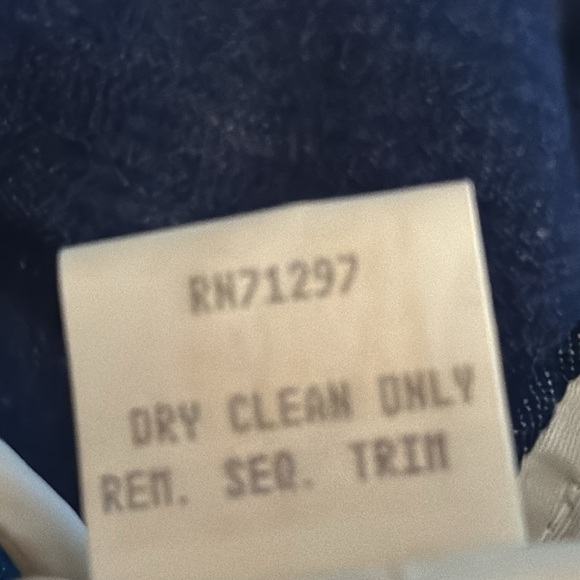 RN71297
DRY CLEAN ONLY
REM. SEQ. TRIM